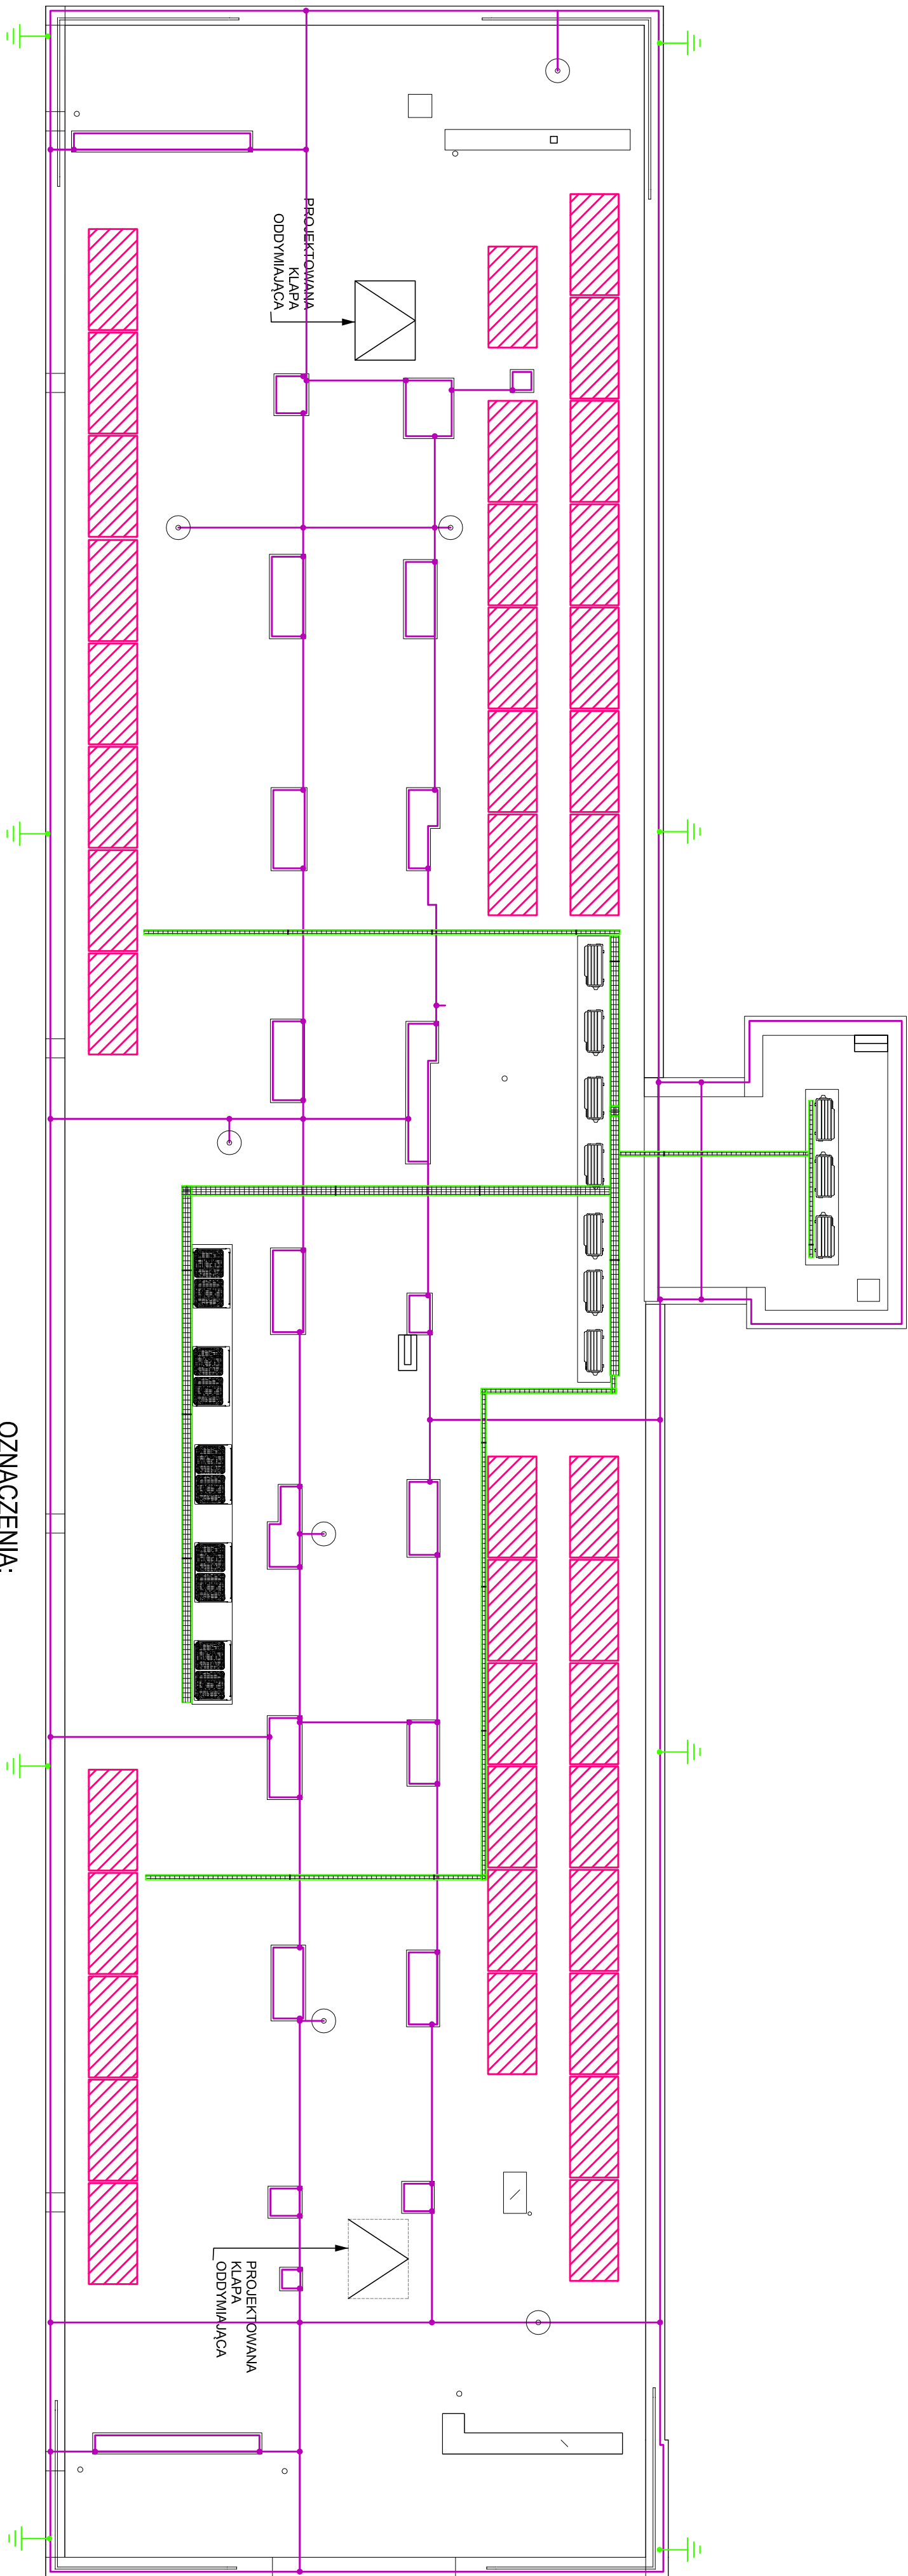 PROJEKTOWANA
KLAPA
ODDYMIAJĄCA
PROJEKTOWANA
KLAPA
ODDYMIAJĄCA
OZNACZENIA: